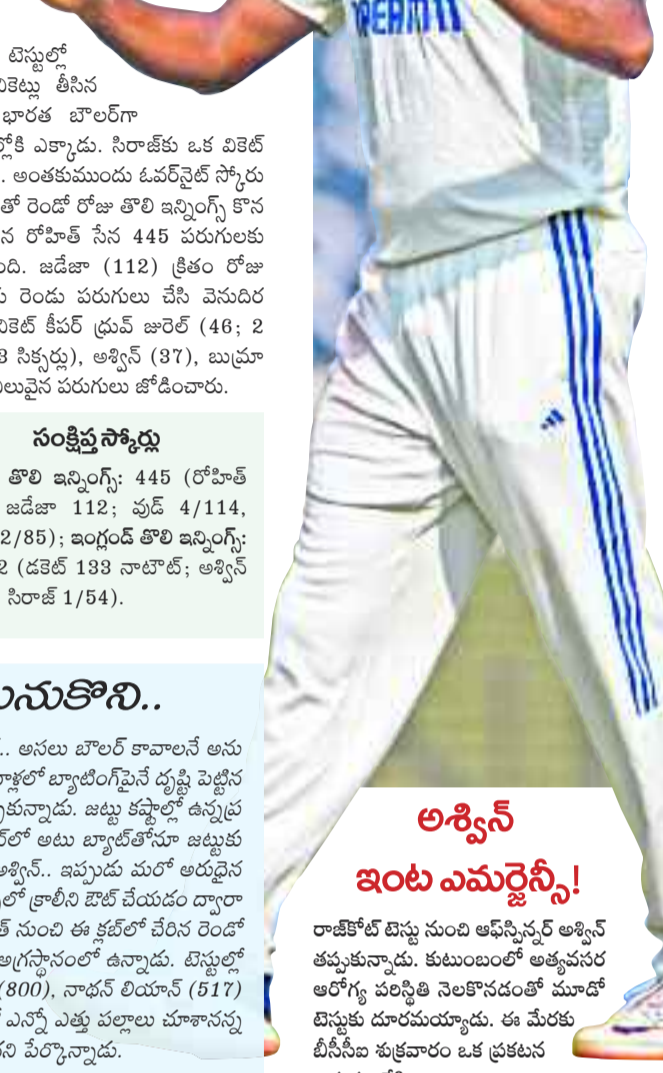 DREAM11
టెస్టుల్లో
వికెట్లు తీసిన
భారత బౌలర్‌గా
ఎక్కాడు. సిరాజ్‌కు ఒక వికెట్
. అంతకుముందు ఓవర్‌నైట్ స్కోరు
తో రెండో రోజు తొలి ఇన్నింగ్స్ కొన
న రోహిత్ సేన 445 పరుగులకు
ంది. జడేజా (112) క్రితం రోజు
రెండు పరుగులు చేసి వెనుదిర
వికెట్ కీపర్ ధ్రువ్ జురెల్ (46; 2
3 సిక్సర్లు), అశ్విన్ (37), బుమ్రా
విలువైన పరుగులు జోడించారు.
సంక్షిప్త స్కోర్లు
తొలి ఇన్నింగ్స్: 445 (రోహిత్
జడేజా 112; వుడ్ 4/114,
2/85); ఇంగ్లండ్ తొలి ఇన్నింగ్స్:
2 (డకెట్ 133 నాటౌట్; అశ్విన్
సిరాజ్ 1/54).
నుకొని..
.. అసలు బౌలర్ కావాలనే అను
బ్యాటింగ్‌పైనే దృష్టి పెట్టిన
కున్నాడు. జట్టు కష్టాల్లో ఉన్నప్ర
ర్‌లో అటు బ్యాట్‌తోనూ జట్టుకు
అశ్విన్.. ఇప్పుడు మరో అరుదైన
లో క్రాలీని ఔట్ చేయడం ద్వారా
త్ నుంచి ఈ క్లబ్‌లో చేరిన రెండో
అగ్రస్థానంలో ఉన్నాడు. టెస్టుల్లో
(800), నాథన్ లియాన్ (517)
ఎన్నో ఎత్తు పల్లాలు చూశానన్న
ని పేర్కొన్నాడు.
అశ్విన్
ఇంట ఎమర్జెన్సీ!
రాజ్‌కోట్ టెస్టు నుంచి ఆఫ్‌స్పిన్నర్ అశ్విన్
తప్పుకున్నాడు. కుటుంబంలో అత్యవసర
ఆరోగ్య పరిస్థితి నెలకొనడంతో మూడో
టెస్టుకు దూరమయ్యాడు. ఈ మేరకు
బీసీసీఐ శుక్రవారం ఒక ప్రకటన